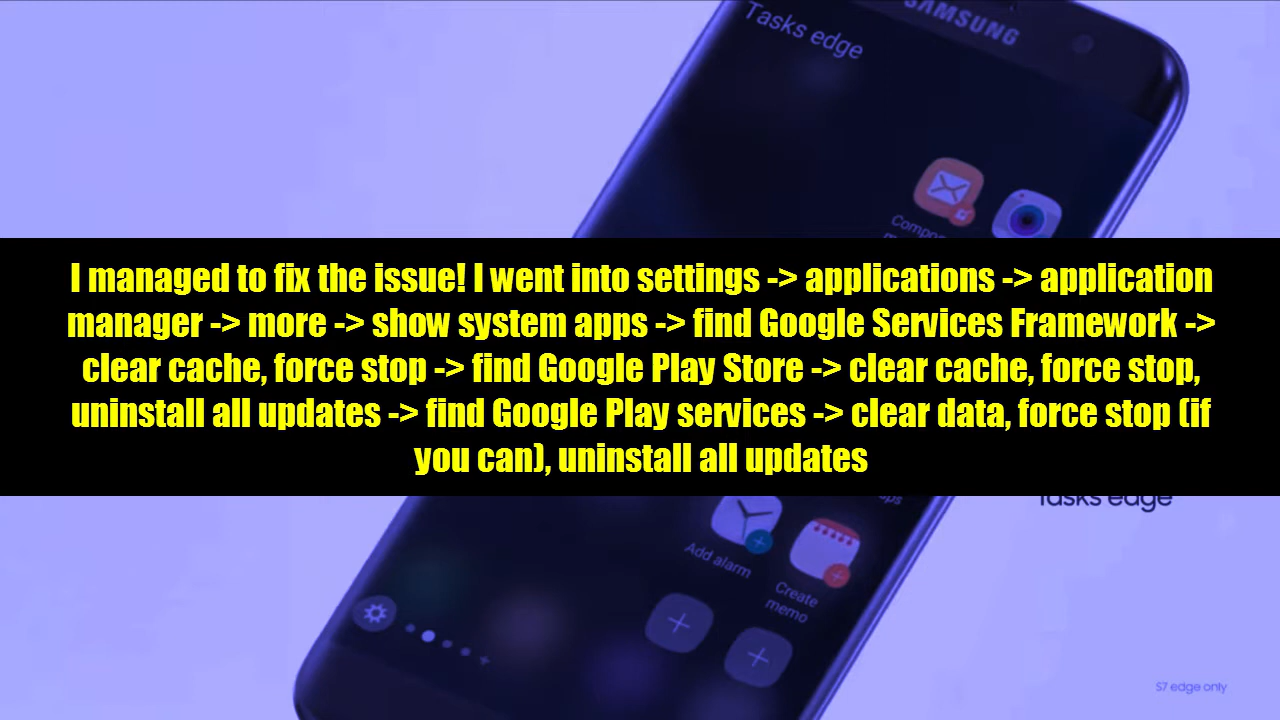 Tasks edge
SAMSUNG
I managed to fix the issue! I went into settings -> applications -> application
manager -> more -> show system apps -> find Google Services Framework ->
clear cache, force stop -> find Google Play Store -> clear cache, force stop,
uninstall all updates -> find Google Play services -> clear data, force stop (if
you can), uninstall all updates
Tasks edge
Add alarm
Create
memo
S7 edge only